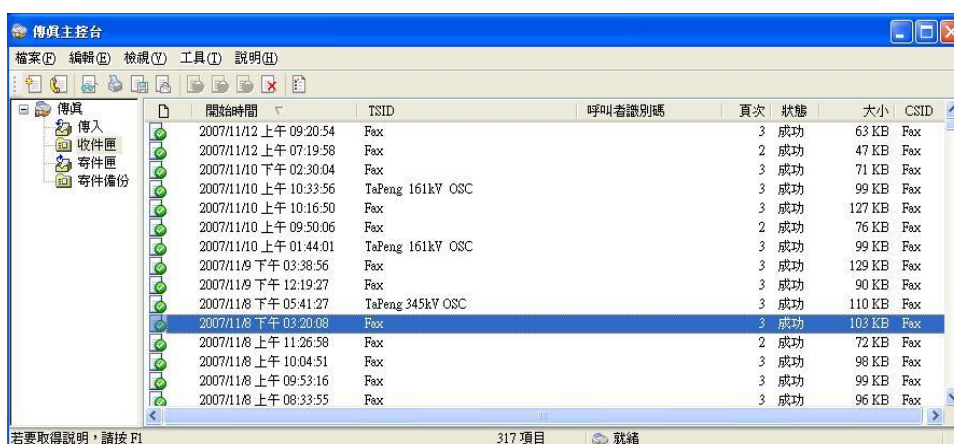 傳真主控台
檔案(F) 編輯(E) 檢視(V) 工具(T) 說明(H)
傳真
傳入
收件匣
寄件匣
寄件備份
開始時間 TSID 呼叫者識別碼 頁次 狀態 大小 CSID
2007/11/12 上午 09:20:54 Fax 3 成功 63 KB Fax
2007/11/12 上午 07:19:58 Fax 2 成功 47 KB Fax
2007/11/10 下午 02:30:04 Fax 3 成功 71 KB Fax
2007/11/10 上午 10:33:56 TaPeng 161kV OSC 3 成功 99 KB Fax
2007/11/10 上午 10:16:50 Fax 3 成功 127 KB Fax
2007/11/10 上午 09:50:06 Fax 2 成功 76 KB Fax
2007/11/10 上午 01:44:01 TaPeng 161kV OSC 3 成功 99 KB Fax
2007/11/9 下午 03:38:56 Fax 3 成功 129 KB Fax
2007/11/9 下午 12:19:27 Fax 3 成功 90 KB Fax
2007/11/8 下午 05:41:27 TaPeng 345kV OSC 3 成功 110 KB Fax
2007/11/8 下午 03:20:08 Fax 3 成功 103 KB Fax
2007/11/8 上午 11:26:58 Fax 2 成功 72 KB Fax
2007/11/8 上午 10:04:51 Fax 3 成功 98 KB Fax
2007/11/8 上午 09:53:16 Fax 3 成功 99 KB Fax
2007/11/8 上午 08:33:55 Fax 3 成功 96 KB Fax
若要取得說明，請按 F1 317 項目 就緒